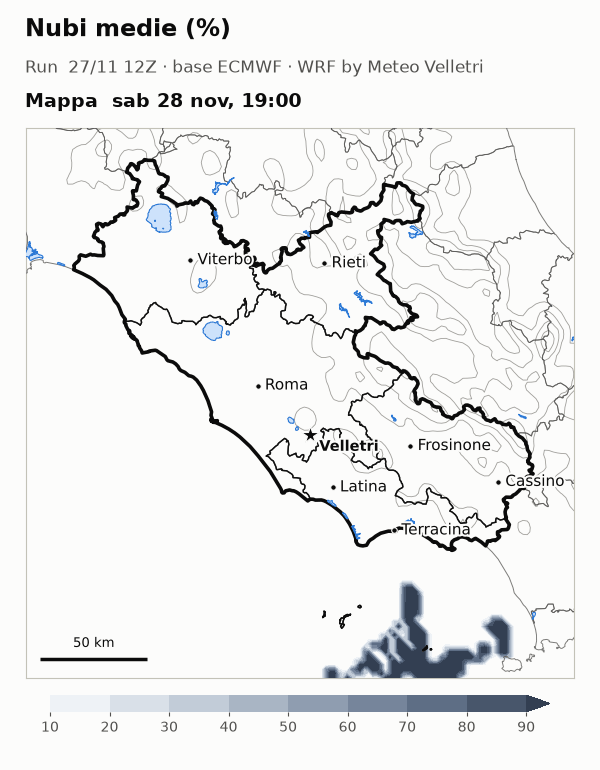 Nubi medie (%)
Run  27/11 12Z · base ECMWF · WRF by Meteo Velletri
Mappa  sab 28 nov, 19:00
Viterbo
Rieti
Roma
Velletri
Frosinone
Latina
Cassino
Terracina
50 km
10 20 30 40 50 60 70 80 90